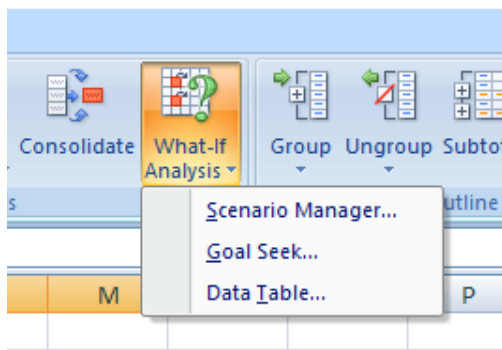 Consolidate What-If Group Ungroup
Analysis
Scenario Manager...
Goal Seek...
Data Table...
M P